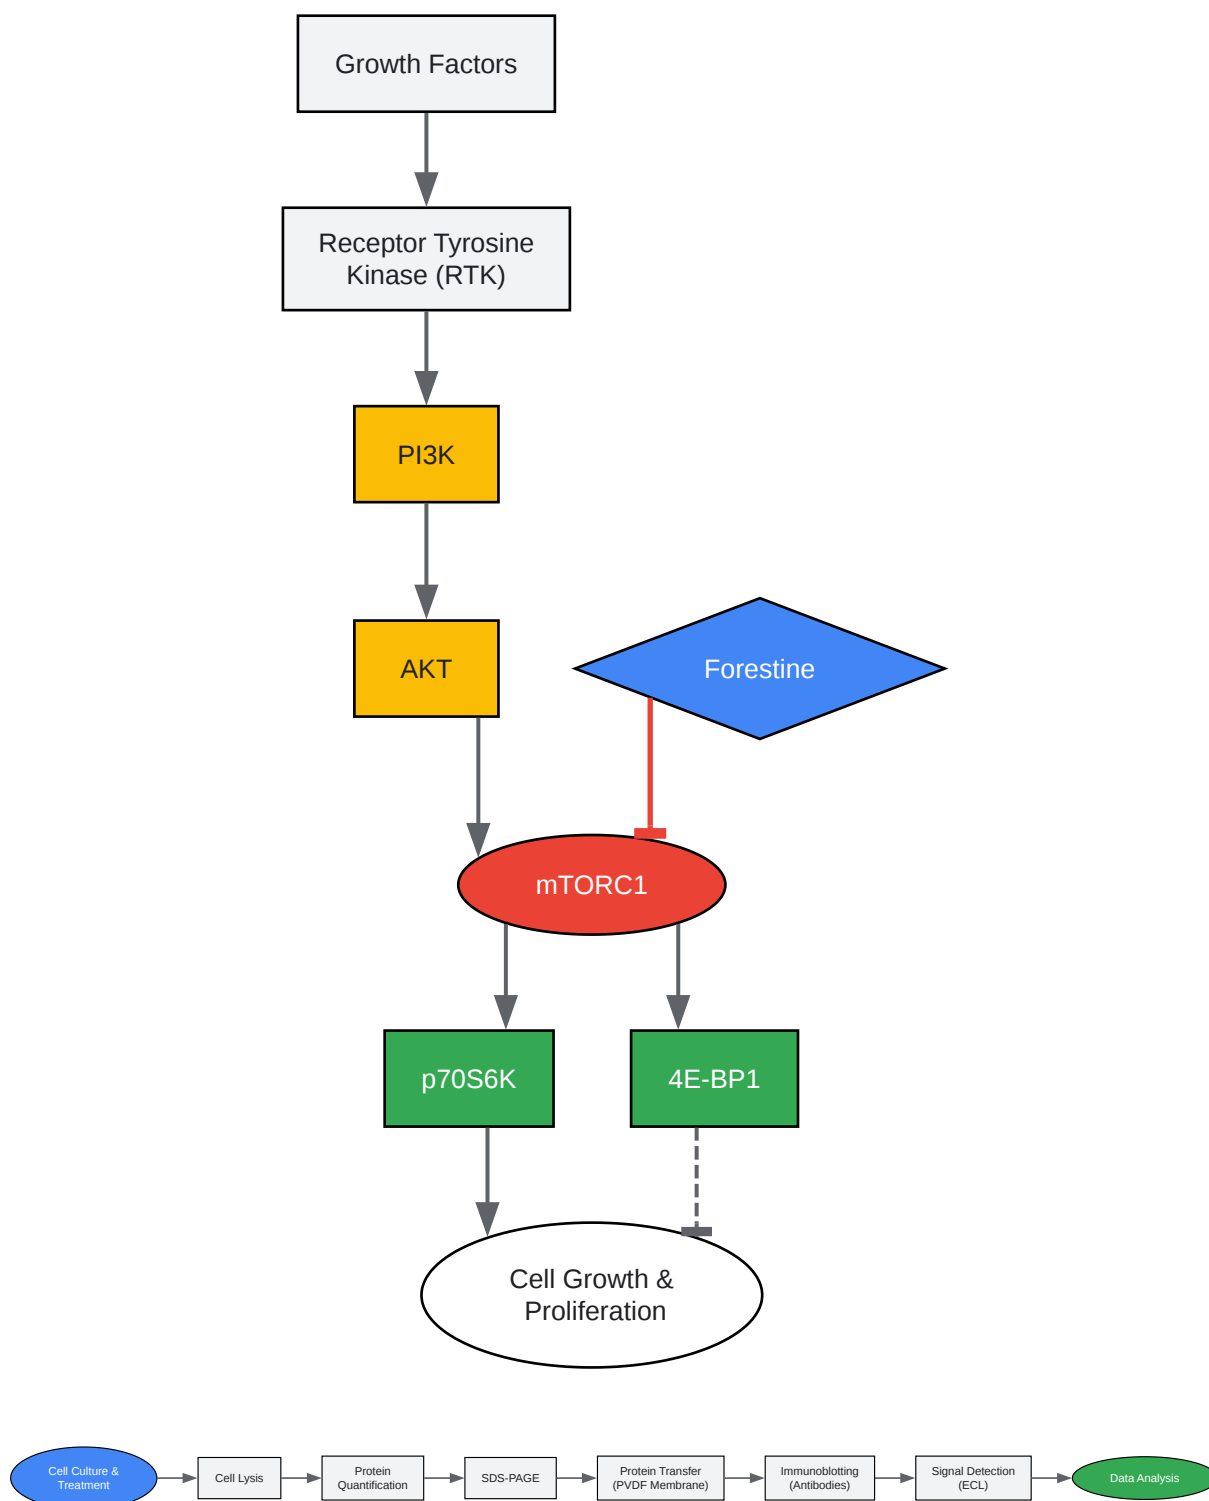 Growth Factors
Receptor Tyrosine
Kinase (RTK)
PI3K
AKT
Forestine
mTORC1
p70S6K
4E-BP1
Cell Growth &
Proliferation
Cell Culture &
Treatment
Cell Lysis
Protein
Quantification
SDS-PAGE
Protein Transfer
(PVDF Membrane)
Immunoblotting
(Antibodies)
Signal Detection
(ECL)
Data Analysis